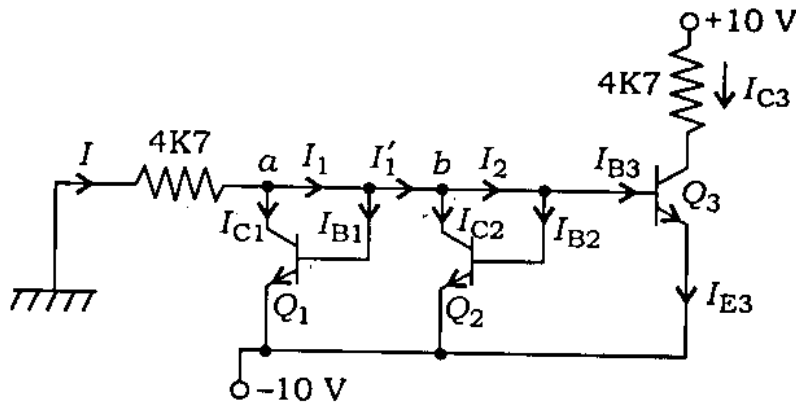 +10 V
4K7
I_C3
I
4K7
a
I_1
I'_1
b
I_2
I_B3
Q_3
I_C1
I_B1
I_C2
I_B2
Q_1
Q_2
I_E3
−10 V